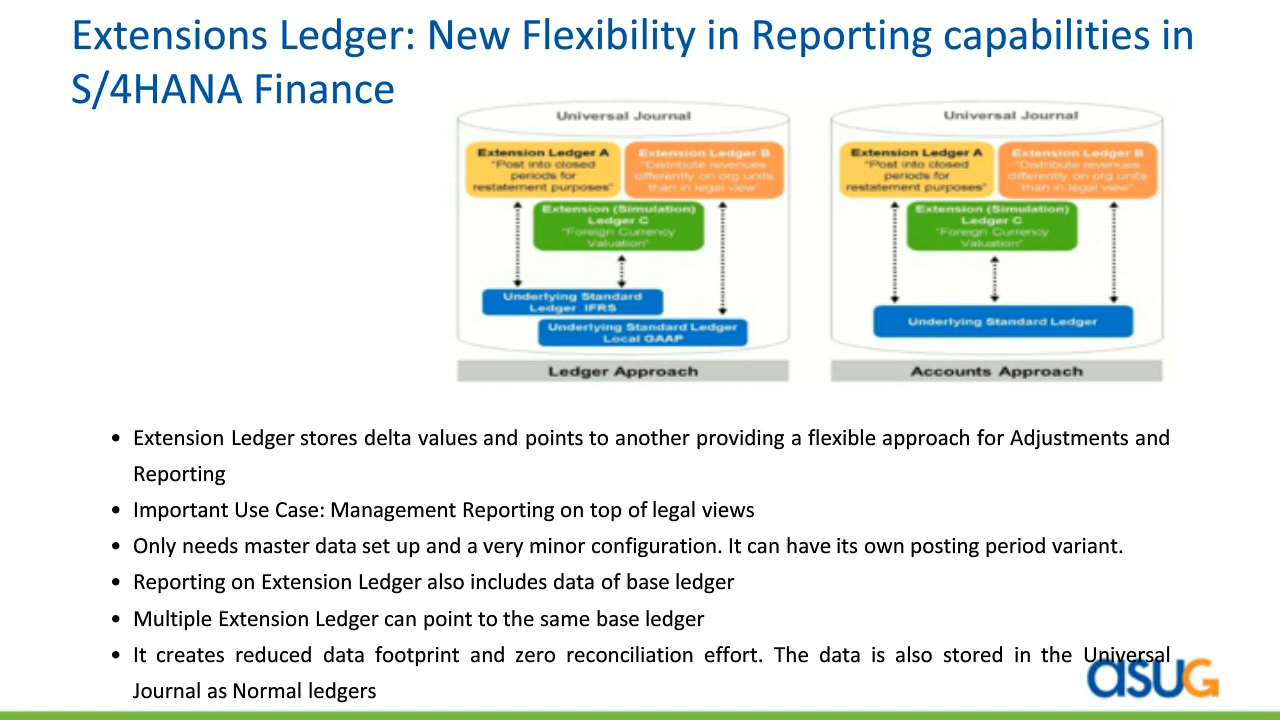 Extensions Ledger: New Flexibility in Reporting capabilities in
S/4HANA Finance
Universal Journal
Extension Ledger A
"Post into closed
periods for
restatement purposes"
Extension Ledger B
"Distribute revenues
differently on org units
than in legal view"
Extension (Simulation)
Ledger C
"Foreign Currency
Valuation"
Underlying Standard
Ledger IFRS
Underlying Standard Ledger
Local GAAP
Ledger Approach
Universal Journal
Extension Ledger A
"Post into closed
periods for
restatement purposes"
Extension Ledger B
"Distribute revenues
differently on org units
than in legal view"
Extension (Simulation)
Ledger C
"Foreign Currency
Valuation"
Underlying Standard Ledger
Accounts Approach
• Extension Ledger stores delta values and points to another providing a flexible approach for Adjustments and
Reporting
• Important Use Case: Management Reporting on top of legal views
• Only needs master data set up and a very minor configuration. It can have its own posting period variant.
• Reporting on Extension Ledger also includes data of base ledger
• Multiple Extension Ledger can point to the same base ledger
• It creates reduced data footprint and zero reconciliation effort. The data is also stored in the Universal
Journal as Normal ledgers
asUG